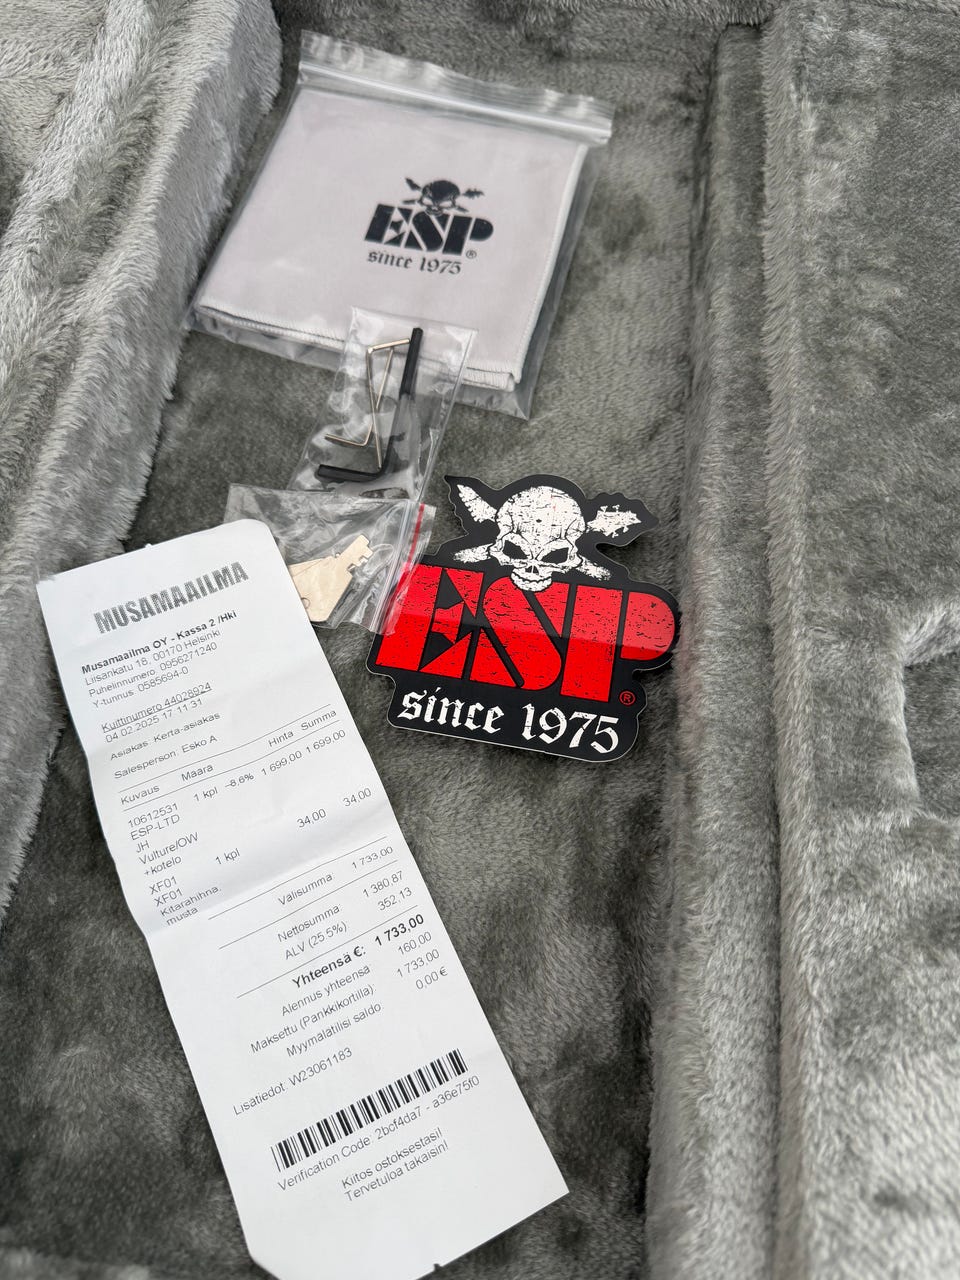 ESP®
since 1975
ESP®
since 1975
MUSAMAAILMA
Musamaailma OY - Kassa 2 /Hki
Liisankatu 18, 00170 Helsinki
Puhelinnumero: 0956271240
Y-tunnus: 0585694-0
Kuittinumero 44028924
04.02.2025 17:11:31
Asiakas: Kerta-asiakas
Salesperson: Esko A
Kuvaus Määrä Hinta Summa
10612531 1 kpl -8,6% 1 699,00 1 699,00
ESP-LTD
JH
Vulture/OW
+kotelo
XF01 1 kpl 34,00 34,00
XF01
Kitarahihna,
musta
Välisumma: 1 733,00
Nettosumma: 1 380,87
ALV (25.5%): 352,13
Yhteensä €: 1 733,00
Alennus yhteensä: 160,00
Maksettu (Pankkikortilla): 1 733,00
Myymälätilisi saldo: 0,00 €
Lisätiedot: W23061183
Verification Code: 2bcf4da7 - a36e75f0
Kiitos ostoksestasi!
Tervetuloa takaisin!